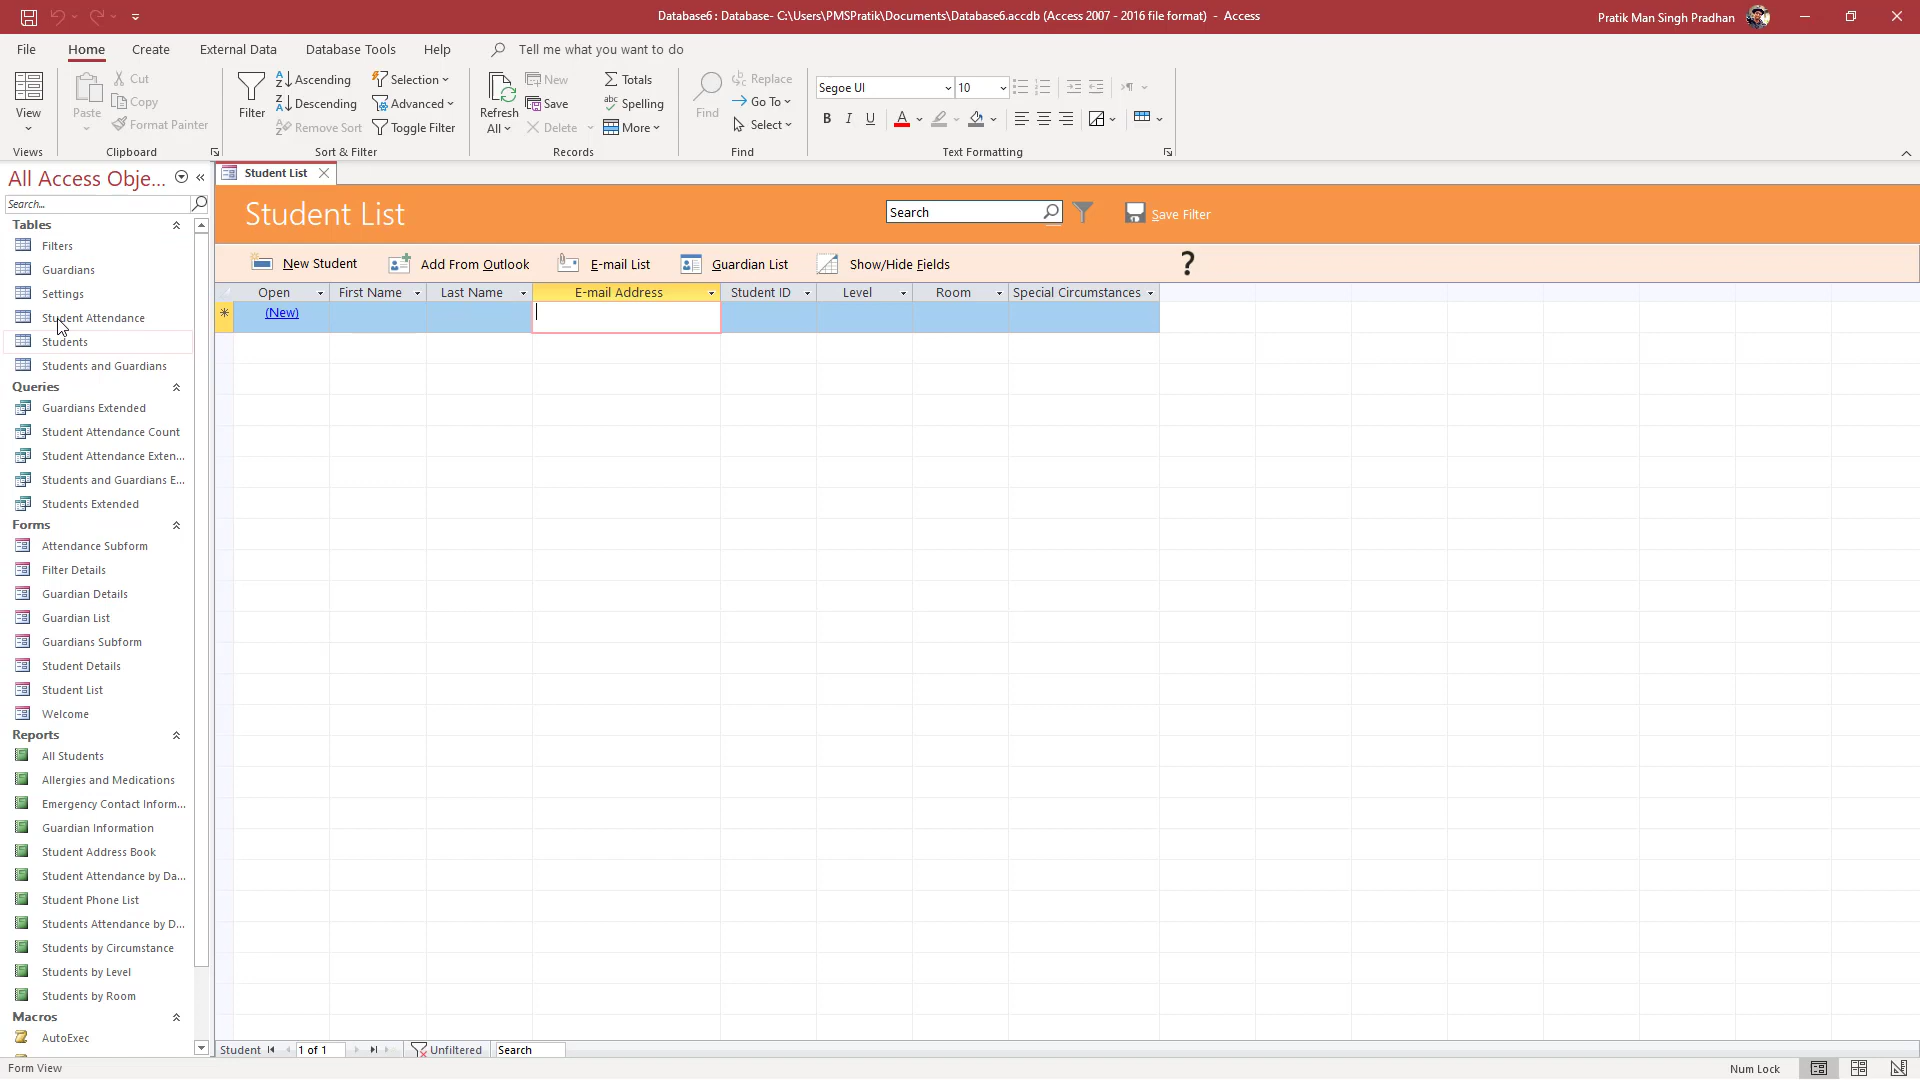 Database6 : Database- C:\Users\PMSPratik\Documents\Database6.accdb (Access 2007 - 2016 file format) - Access
Pratik Man Singh Pradhan
File Home Create External Data Database Tools Help Tell me what you want to do
View
Views
Paste
Cut
Copy
Format Painter
Clipboard
Filter
Ascending
Descending
Remove Sort
Selection
Advanced
Toggle Filter
Sort & Filter
Refresh All
New
Save
Delete
Totals
Spelling
More
Records
Find
Replace
Go To
Select
Find
Segoe UI 10
B I U A
Text Formatting
All Access Obje...
Search...
Tables
Filters
Guardians
Settings
Student Attendance
Students
Students and Guardians
Queries
Guardians Extended
Student Attendance Count
Student Attendance Exten...
Students and Guardians E...
Students Extended
Forms
Attendance Subform
Filter Details
Guardian Details
Guardian List
Guardians Subform
Student Details
Student List
Welcome
Reports
All Students
Allergies and Medications
Emergency Contact Inform...
Guardian Information
Student Address Book
Student Attendance by Da...
Student Phone List
Students Attendance by D...
Students by Circumstance
Students by Level
Students by Room
Macros
AutoExec
Student List
Student List
Search
Save Filter
New Student Add From Outlook E-mail List Guardian List Show/Hide Fields ?
Open First Name Last Name E-mail Address Student ID Level Room Special Circumstances
(New)
Student 1 of 1 Unfiltered Search
Form View
Num Lock